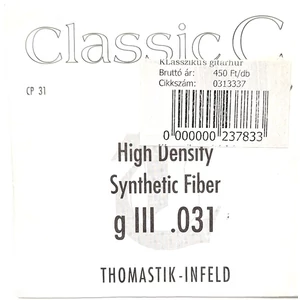 Classic C
CP 31
Klasszikus gitárhúr
Bruttó ár: 450 Ft/db
Cikkszám: 0313337
0 000000 237833
High Density
Synthetic Fiber
g III .031
THOMASTIK-INFELD